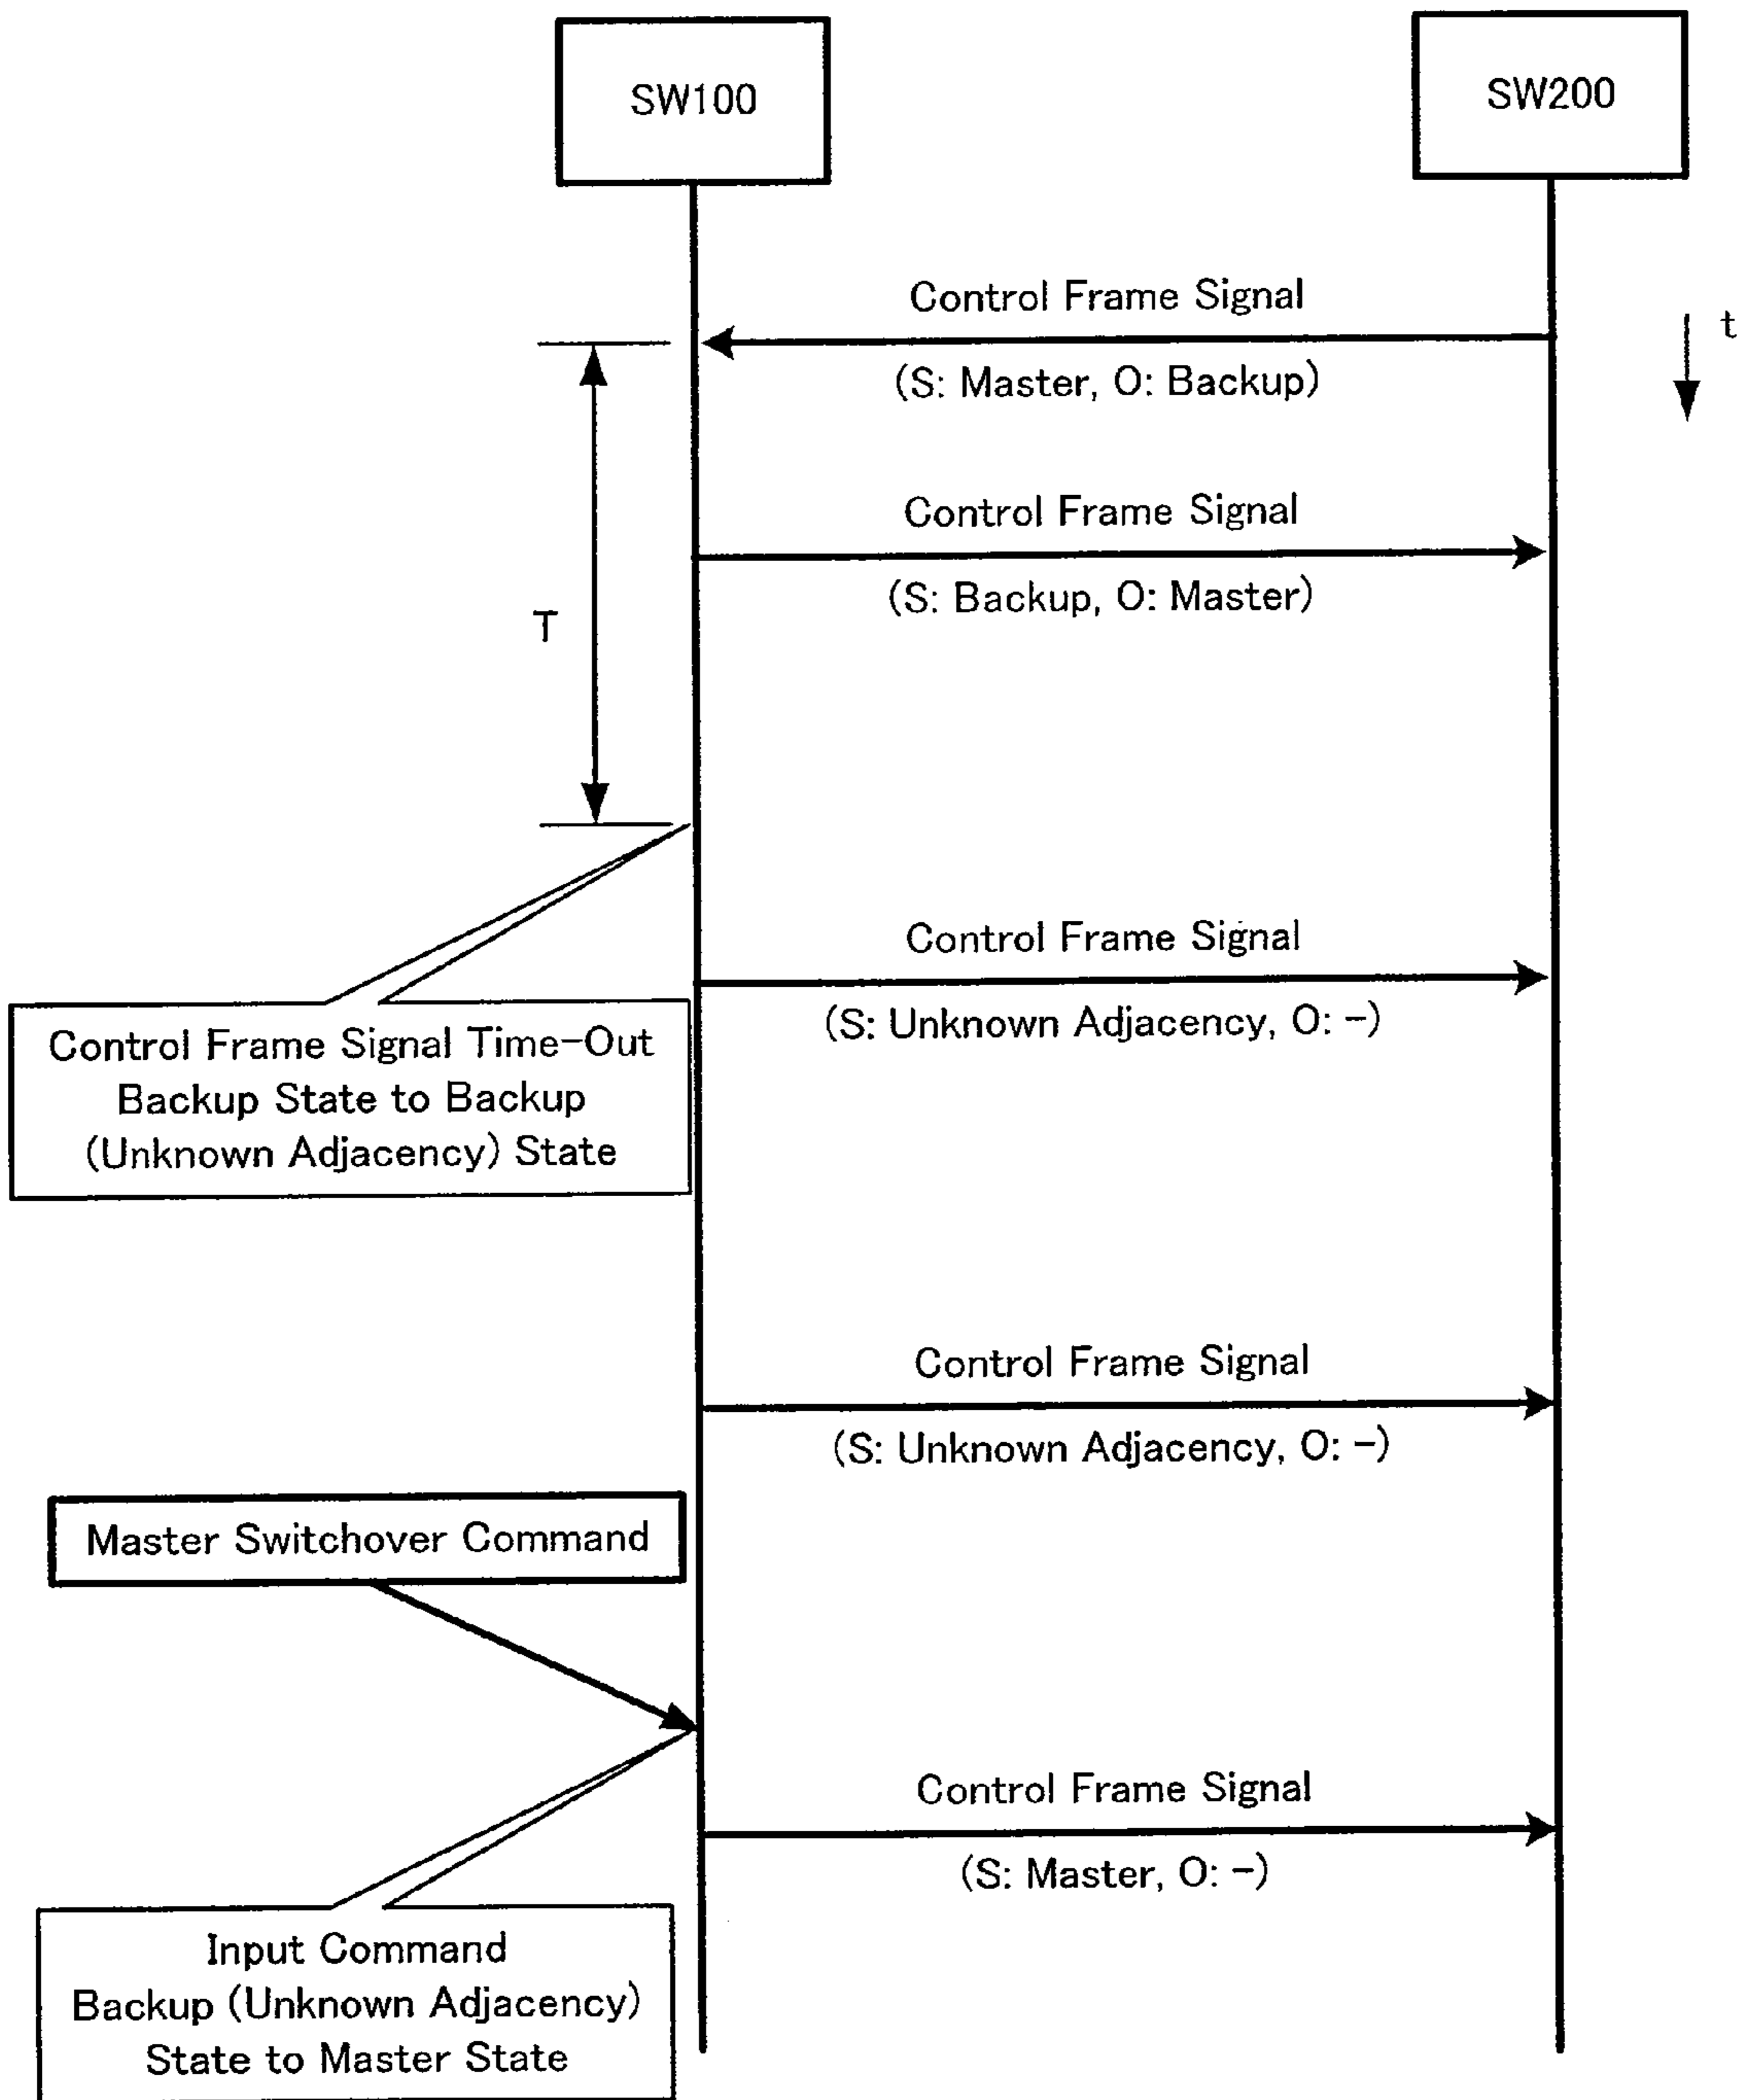 SW100
SW200
Control Frame Signal
t
(S: Master, O: Backup)
Control Frame Signal
(S: Backup, O: Master)
T
Control Frame Signal
(S: Unknown Adjacency, O: -)
Control Frame Signal Time-Out
Backup State to Backup
(Unknown Adjacency) State
Control Frame Signal
(S: Unknown Adjacency, O: -)
Master Switchover Command
Control Frame Signal
(S: Master, O: -)
Input Command
Backup (Unknown Adjacency)
State to Master State